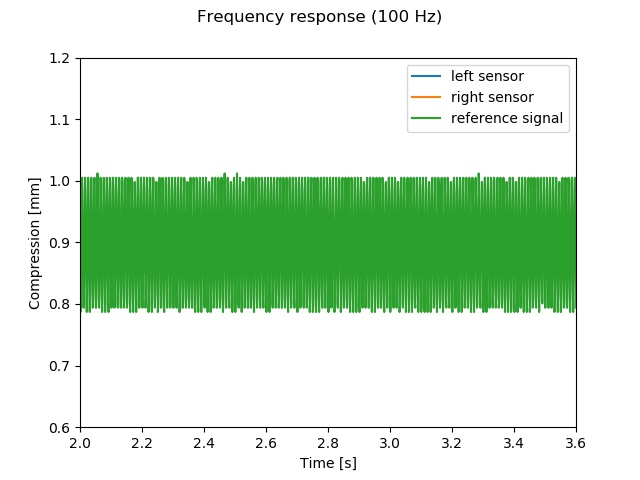 Frequency response (100 Hz)
1.2
1.1
1.0
0.9
0.8
0.7
0.6
Compression [mm]
left sensor
right sensor
reference signal
2.0 2.2 2.4 2.6 2.8 3.0 3.2 3.4 3.6
Time [s]